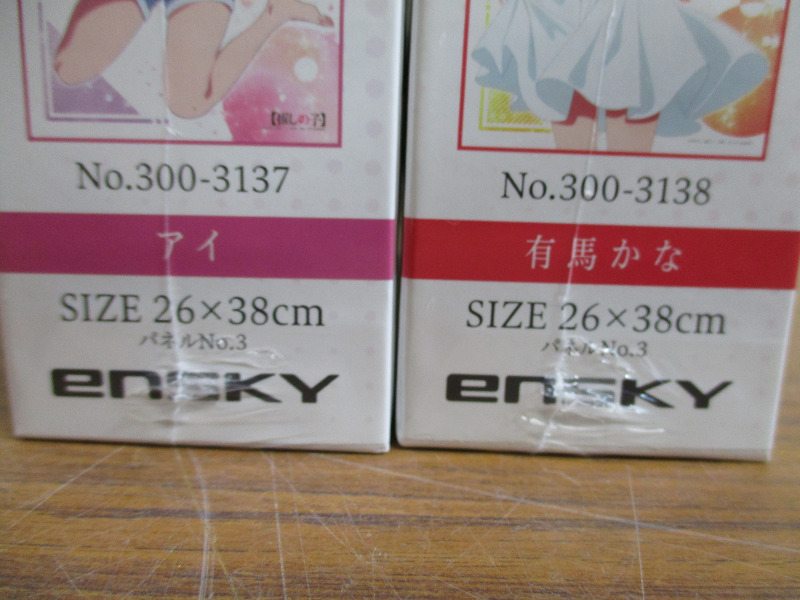 【推しの子】
No.300-3137
アイ
SIZE 26×38cm
パネルNo.3
enSKY
No.300-3138
有馬かな
SIZE 26×38cm
パネルNo.3
enSKY